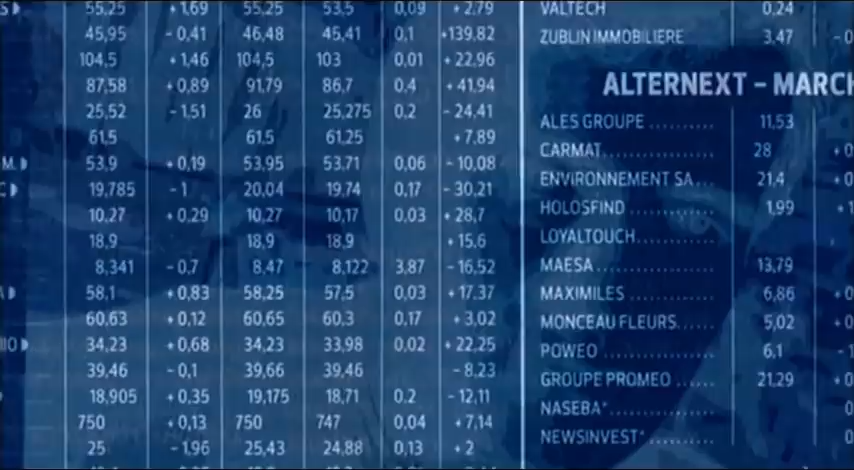 S 55,25 +1,69 55,25 53,5 0,09 +2,79
45,95 -0,41 46,48 45,41 0,1 +139,82
104,5 +1,46 104,5 103 0,01 +22,96
87,58 +0,89 91,79 86,7 0,4 +41,94
25,52 -1,51 26 25,275 0,2 -24,41
61,5 61,5 61,25 +7,89
M. 53,9 +0,19 53,95 53,71 0,06 -10,08
C 19,785 -1 20,04 19,74 0,17 -30,21
10,27 +0,29 10,27 10,17 0,03 +28,7
18,9 18,9 18,9 +15,6
8,341 -0,7 8,47 8,122 3,87 -16,52
A 58,1 +0,83 58,25 57,5 0,03 +17,37
60,63 +0,12 60,65 60,3 0,17 +3,02
IIO 34,23 +0,68 34,23 33,98 0,02 +22,25
39,46 -0,1 39,66 39,46 -8,23
18,905 +0,35 19,175 18,71 0,2 -12,11
750 +0,13 750 747 0,04 +7,14
25 -1,96 25,43 24,88 0,13 +2
VALTECH 0,24
ZUBLIN IMMOBILIERE 3,47 -0
ALTERNEXT – MARCH
ALES GROUPE .......... 11,53
CARMAT .......... 28 +0
ENVIRONNEMENT SA ... 21,4 +0
HOLOSFIND .......... 1,99 +1
LOYALTOUCH ..........
MAESA .......... 13,79
MAXIMILES .......... 6,86 +0
MONCEAU FLEURS ...... 5,02 +0
POWEO .......... 6,1 -1
GROUPE PROMEO ...... 21,29 +0
NASEBA* .......... 0
NEWSINVEST* .......... 0